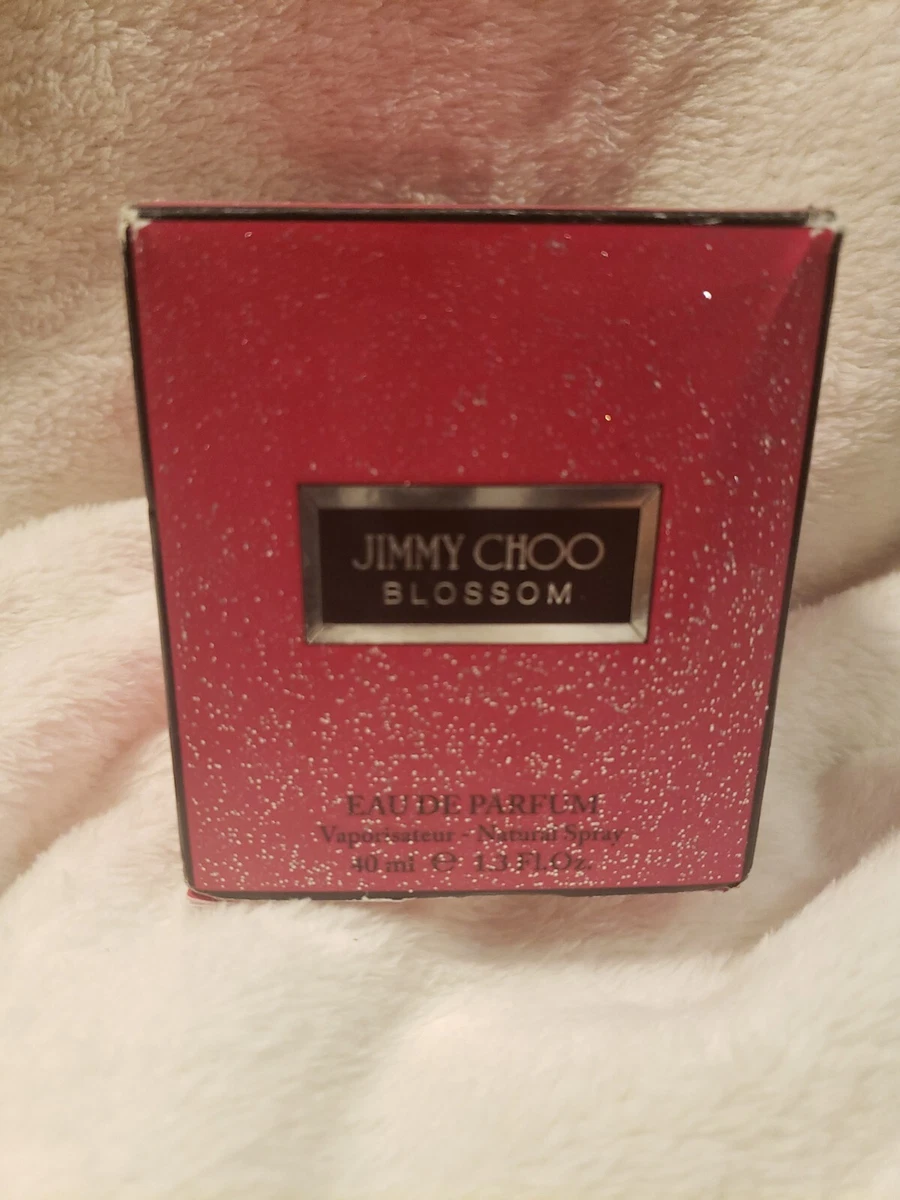 JIMMY CHOO
BLOSSOM
EAU DE PARFUM
Vaporisateur - Natural Spray
40 ml ℮ 1.3 Fl.Oz.